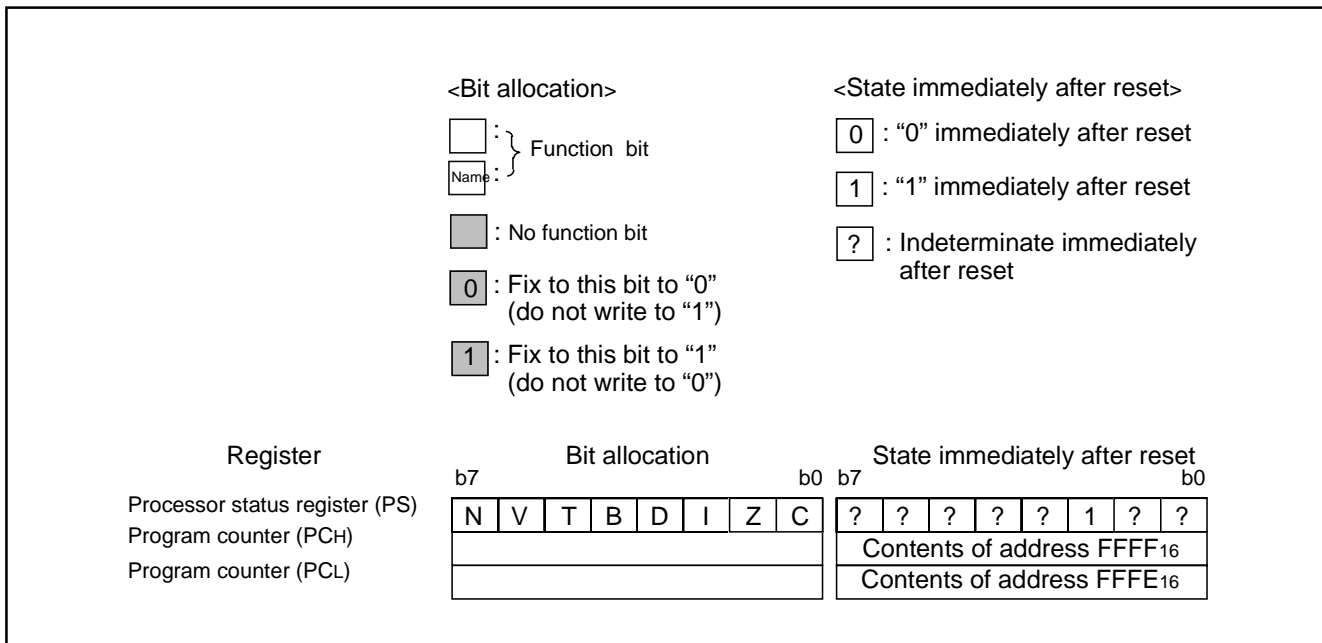 <Bit allocation>
:
Function bit
Name :
: No function bit
0 : Fix to this bit to “0”
(do not write to “1”)
1 : Fix to this bit to “1”
(do not write to “0”)
<State immediately after reset>
0 : “0” immediately after reset
1 : “1” immediately after reset
? : Indeterminate immediately
after reset
Register Bit allocation State immediately after reset
b7 b0 b7 b0
Processor status register (PS) N V T B D I Z C ? ? ? ? ? 1 ? ?
Program counter (PCH) Contents of address FFFF16
Program counter (PCL) Contents of address FFFE16